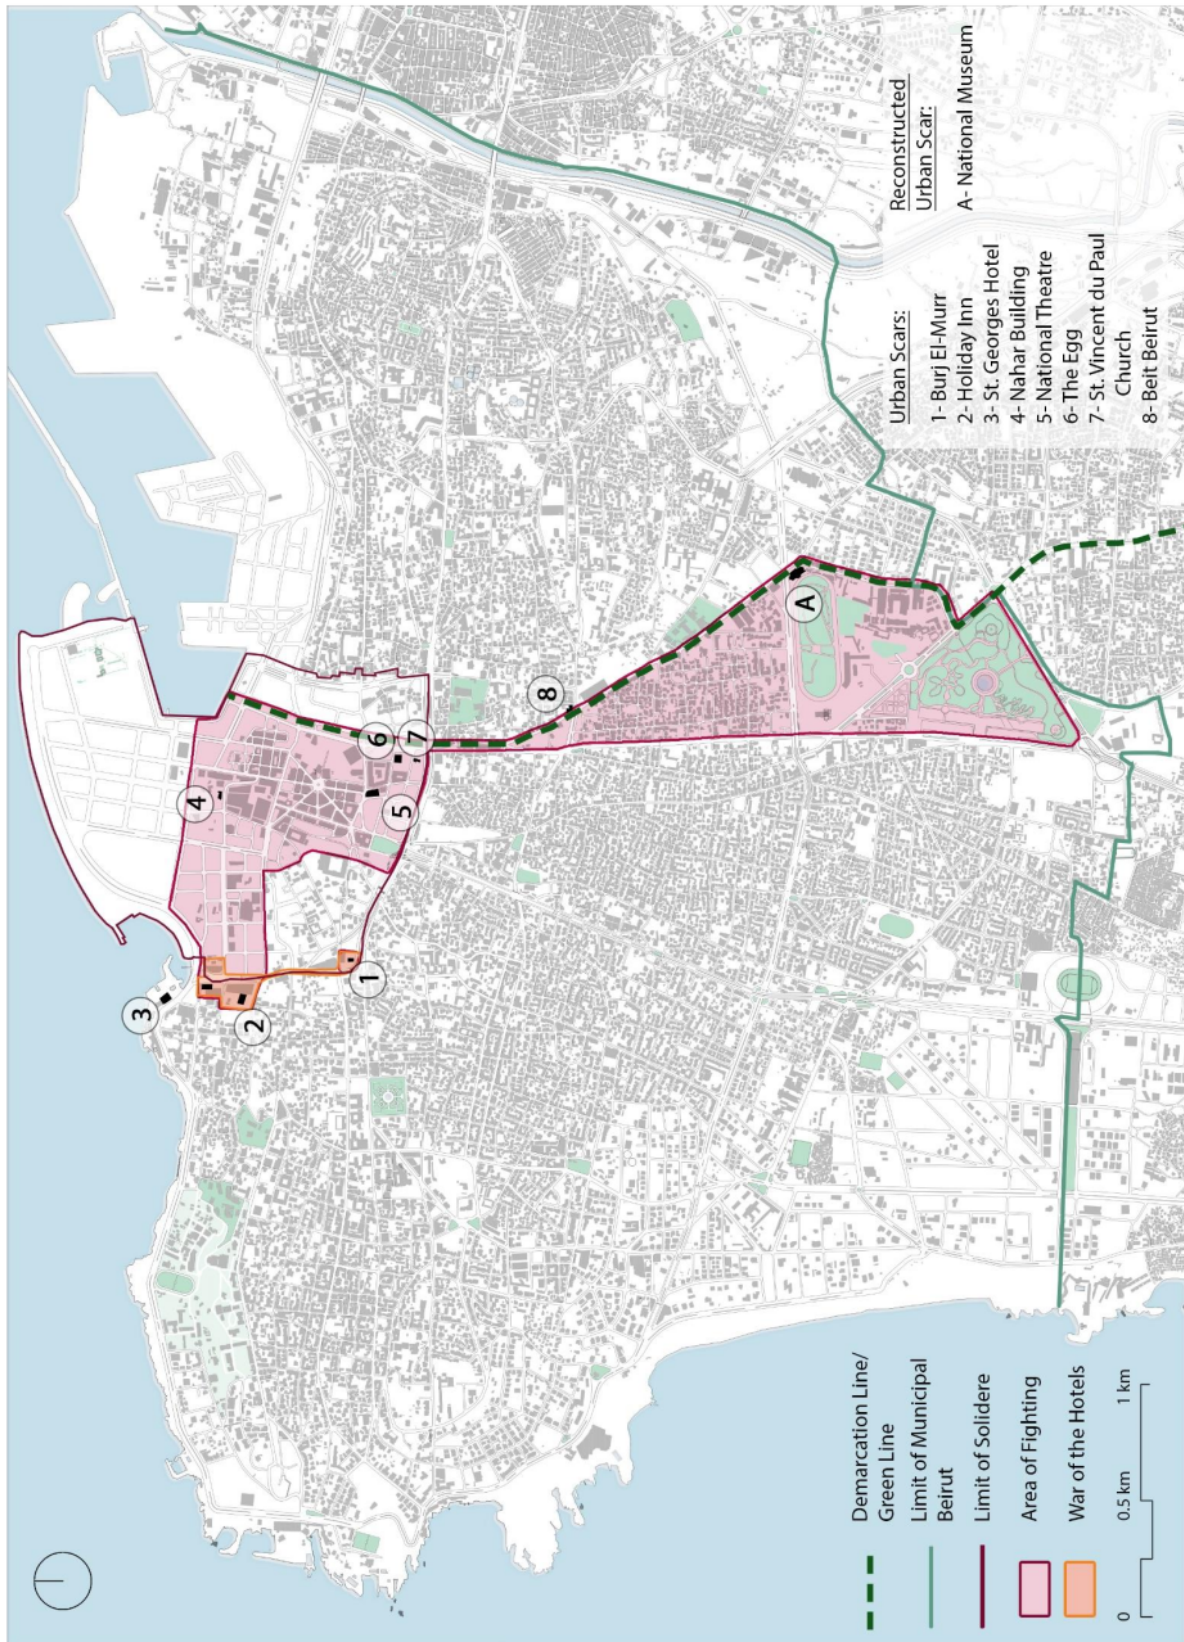 Demarcation Line/
Green Line
Limit of Municipal
Beirut
Limit of Solidere
Area of Fighting
War of the Hotels
0
0.5 km
1 km
Urban Scars:
1- Burj El-Murr
2- Holiday Inn
3- St. Georges Hotel
4- Nahar Building
5- National Theatre
6- The Egg
7- St. Vincent du Paul
Church
8- Beit Beirut
Reconstructed
Urban Scar:
A- National Museum
3
2
1
4
5
6
7
8
A